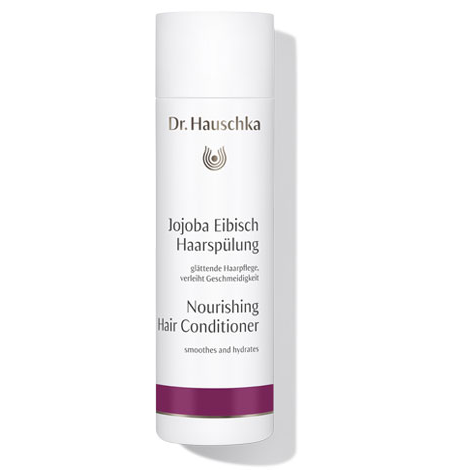 Dr. Hauschka
Jojoba Eibisch
Haarspülung
glättende Haarpflege,
verleiht Geschmeidigkeit
Nourishing
Hair Conditioner
smoothes and hydrates